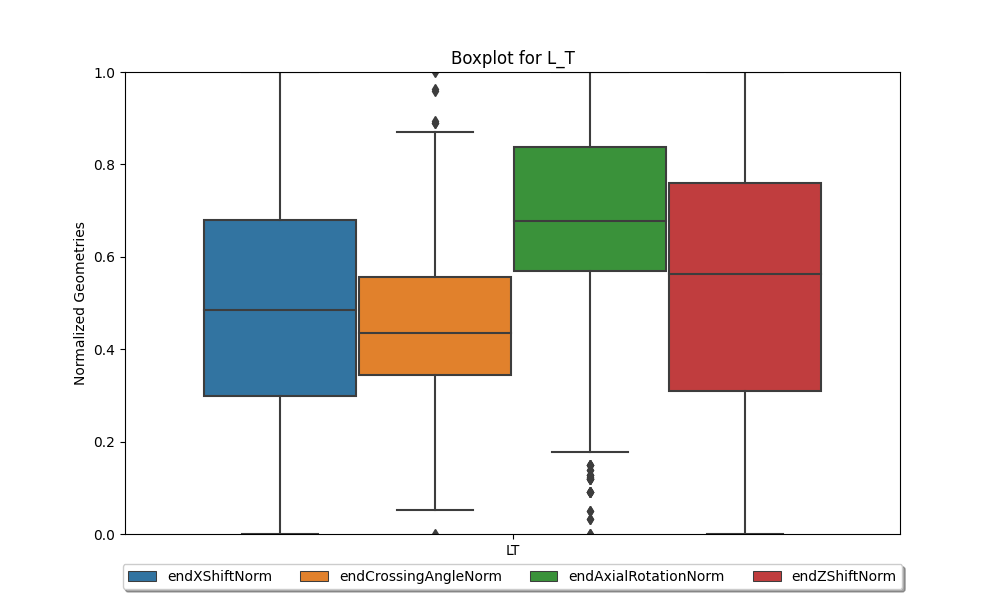 Boxplot for L_T
Normalized Geometries
1.0
0.8
0.6
0.4
0.2
0.0
LT
endXShiftNorm endCrossingAngleNorm endAxialRotationNorm endZShiftNorm